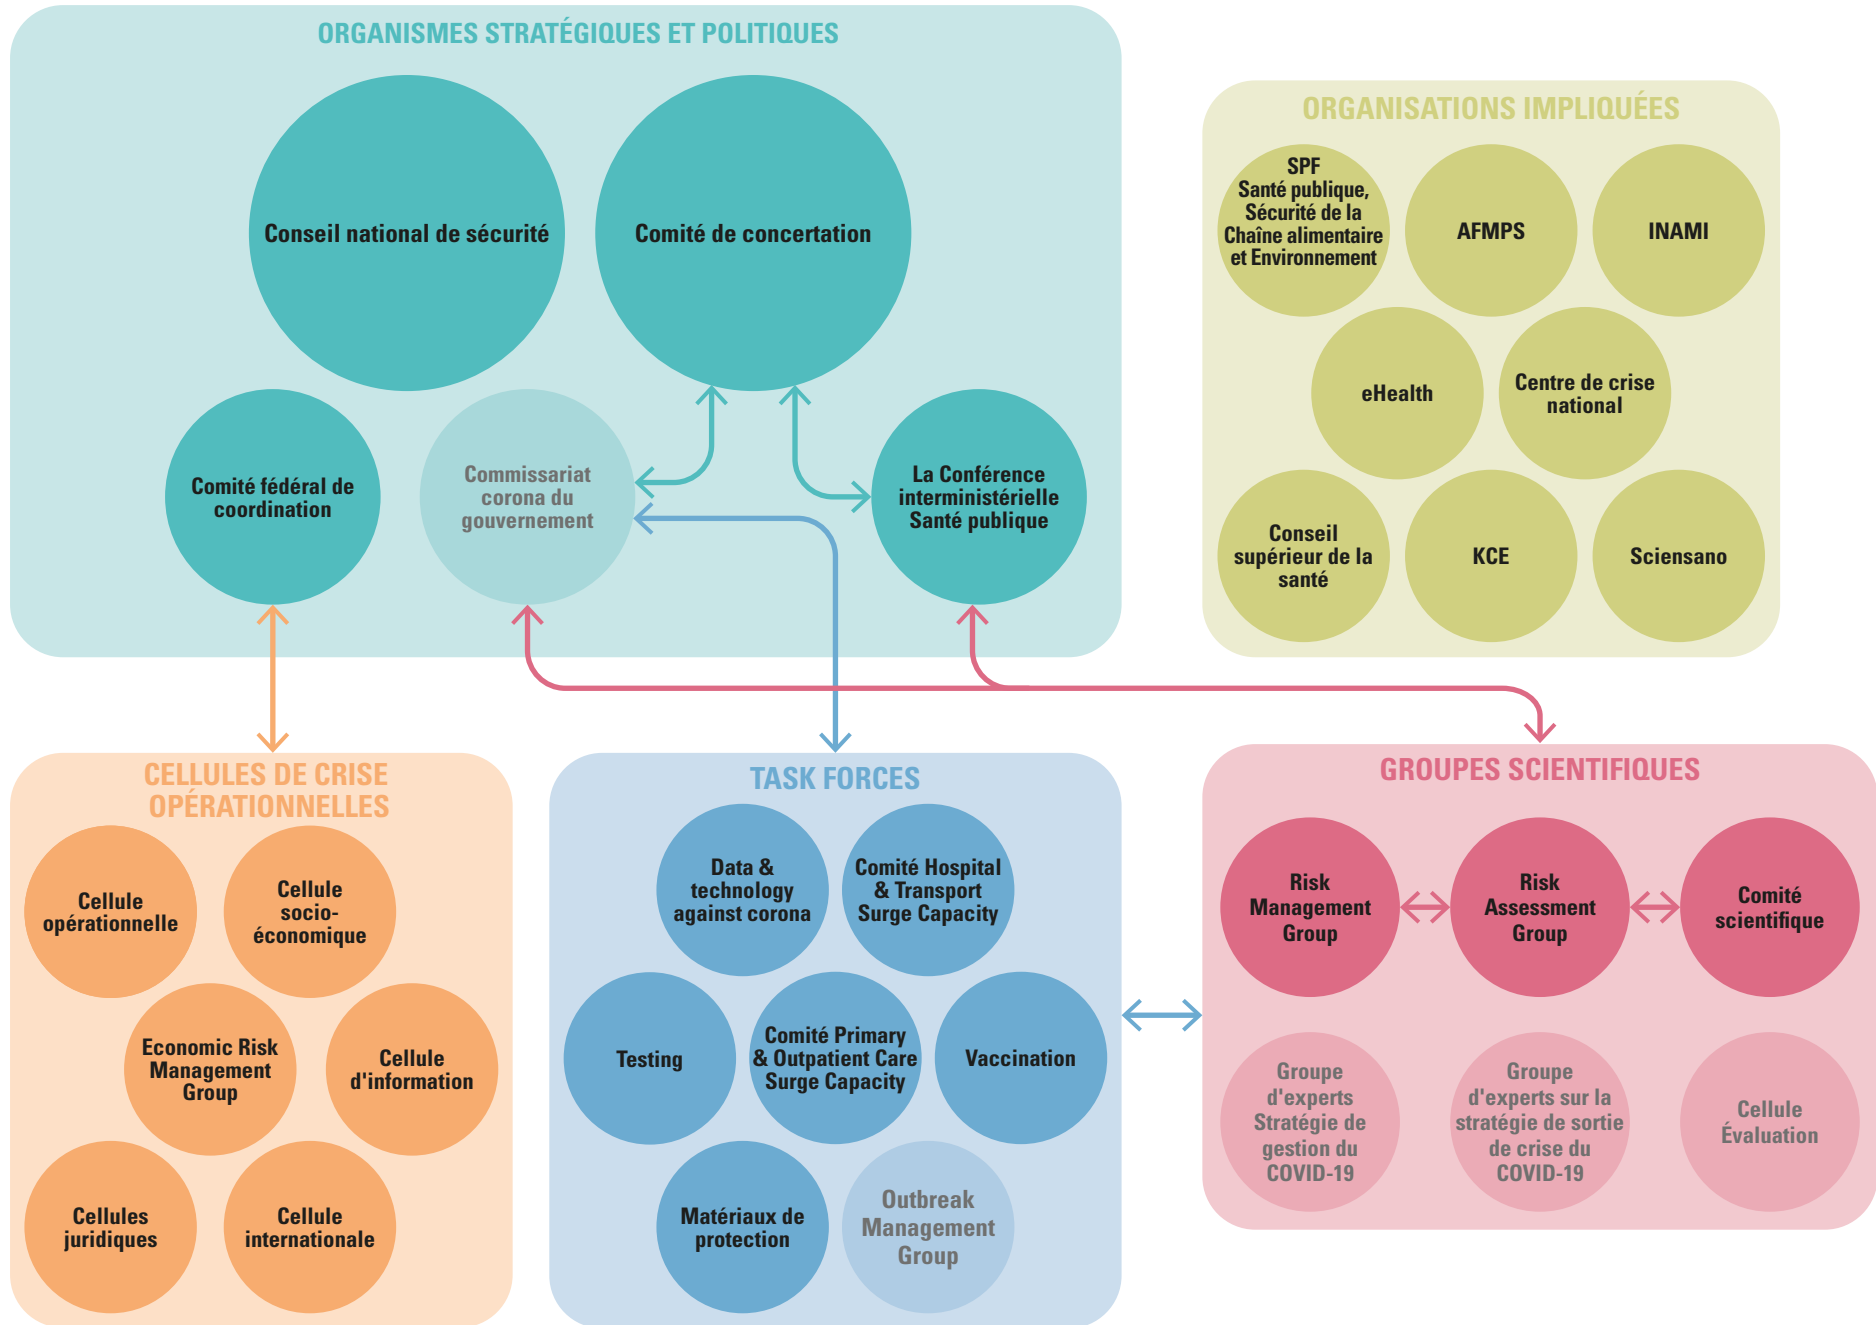 ORGANISMES STRATÉGIQUES ET POLITIQUES
Conseil national de sécurité
Comité de concertation
Comité fédéral de
coordination
Commissariat
corona du
gouvernement
La Conférence
interministérielle
Santé publique
ORGANISATIONS IMPLIQUÉES
SPF
Santé publique,
Sécurité de la
Chaîne alimentaire
et Environnement
AFMPS
INAMI
eHealth
Centre de crise
national
Conseil
supérieur de la
santé
KCE
Sciensano
CELLULES DE CRISE
OPÉRATIONNELLES
Cellule
opérationnelle
Cellule
socio-
économique
Economic Risk
Management
Group
Cellule
d'information
Cellules
juridiques
Cellule
internationale
TASK FORCES
Data &
technology
against corona
Comité Hospital
& Transport
Surge Capacity
Testing
Comité Primary
& Outpatient Care
Surge Capacity
Vaccination
Matériaux de
protection
Outbreak
Management
Group
GROUPES SCIENTIFIQUES
Risk
Management
Group
Risk
Assessment
Group
Comité
scientifique
Groupe
d'experts
Stratégie de
gestion du
COVID-19
Groupe
d'experts sur la
stratégie de sortie
de crise du
COVID-19
Cellule
Évaluation